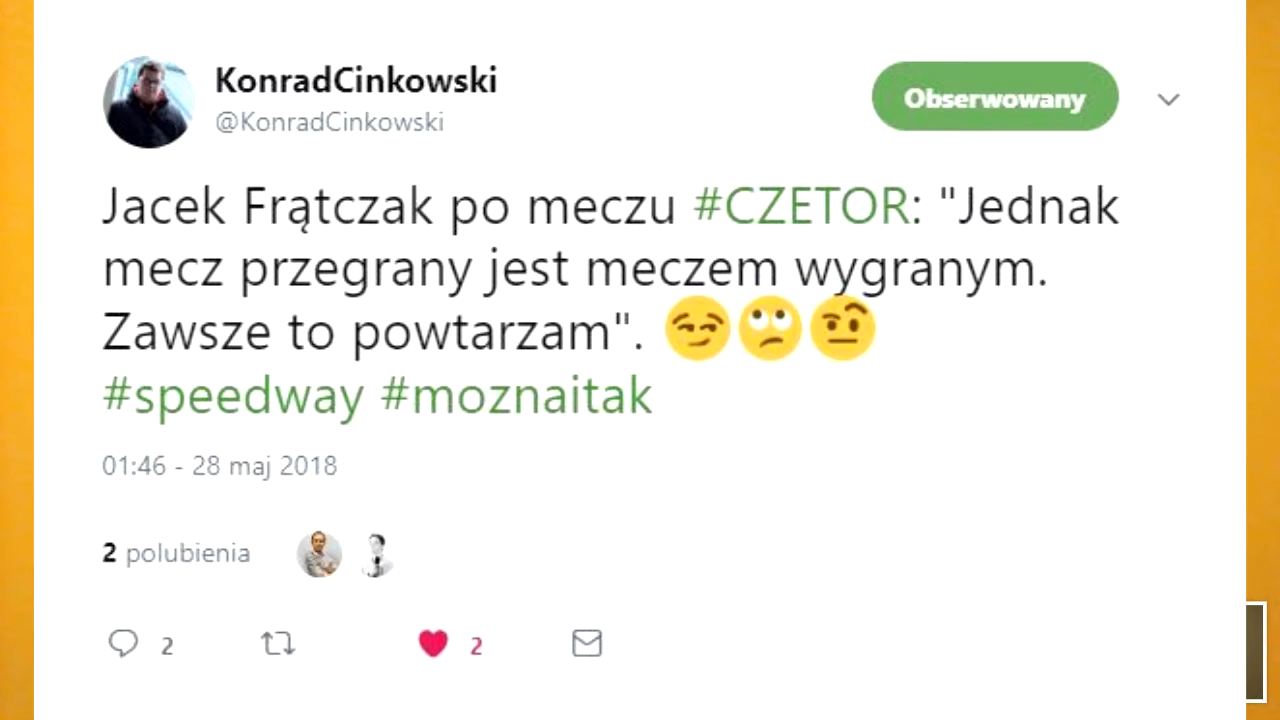 KonradCinkowski
@KonradCinkowski
Obserwowany
Jacek Frątczak po meczu #CZETOR: "Jednak
mecz przegrany jest meczem wygranym.
Zawsze to powtarzam". 😏🙄🤨
#speedway #moznaitak
01:46 - 28 maj 2018
2 polubienia
2 2